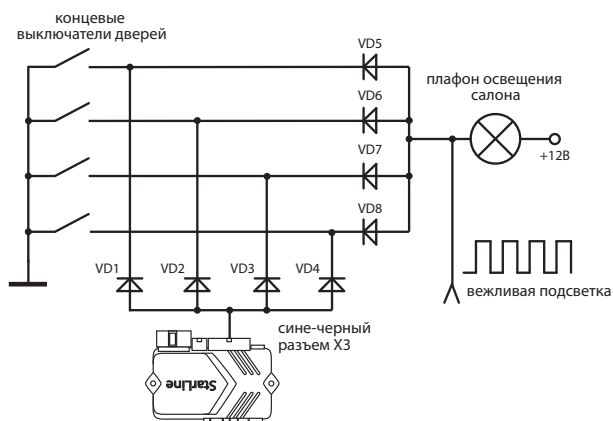 концевые
выключатели дверей
VD5
VD6
VD7
VD8
плафон освещения
салона
+12В
VD1
VD2
VD3
VD4
вежливая подсветка
сине-черный
разъем X3
StarLine